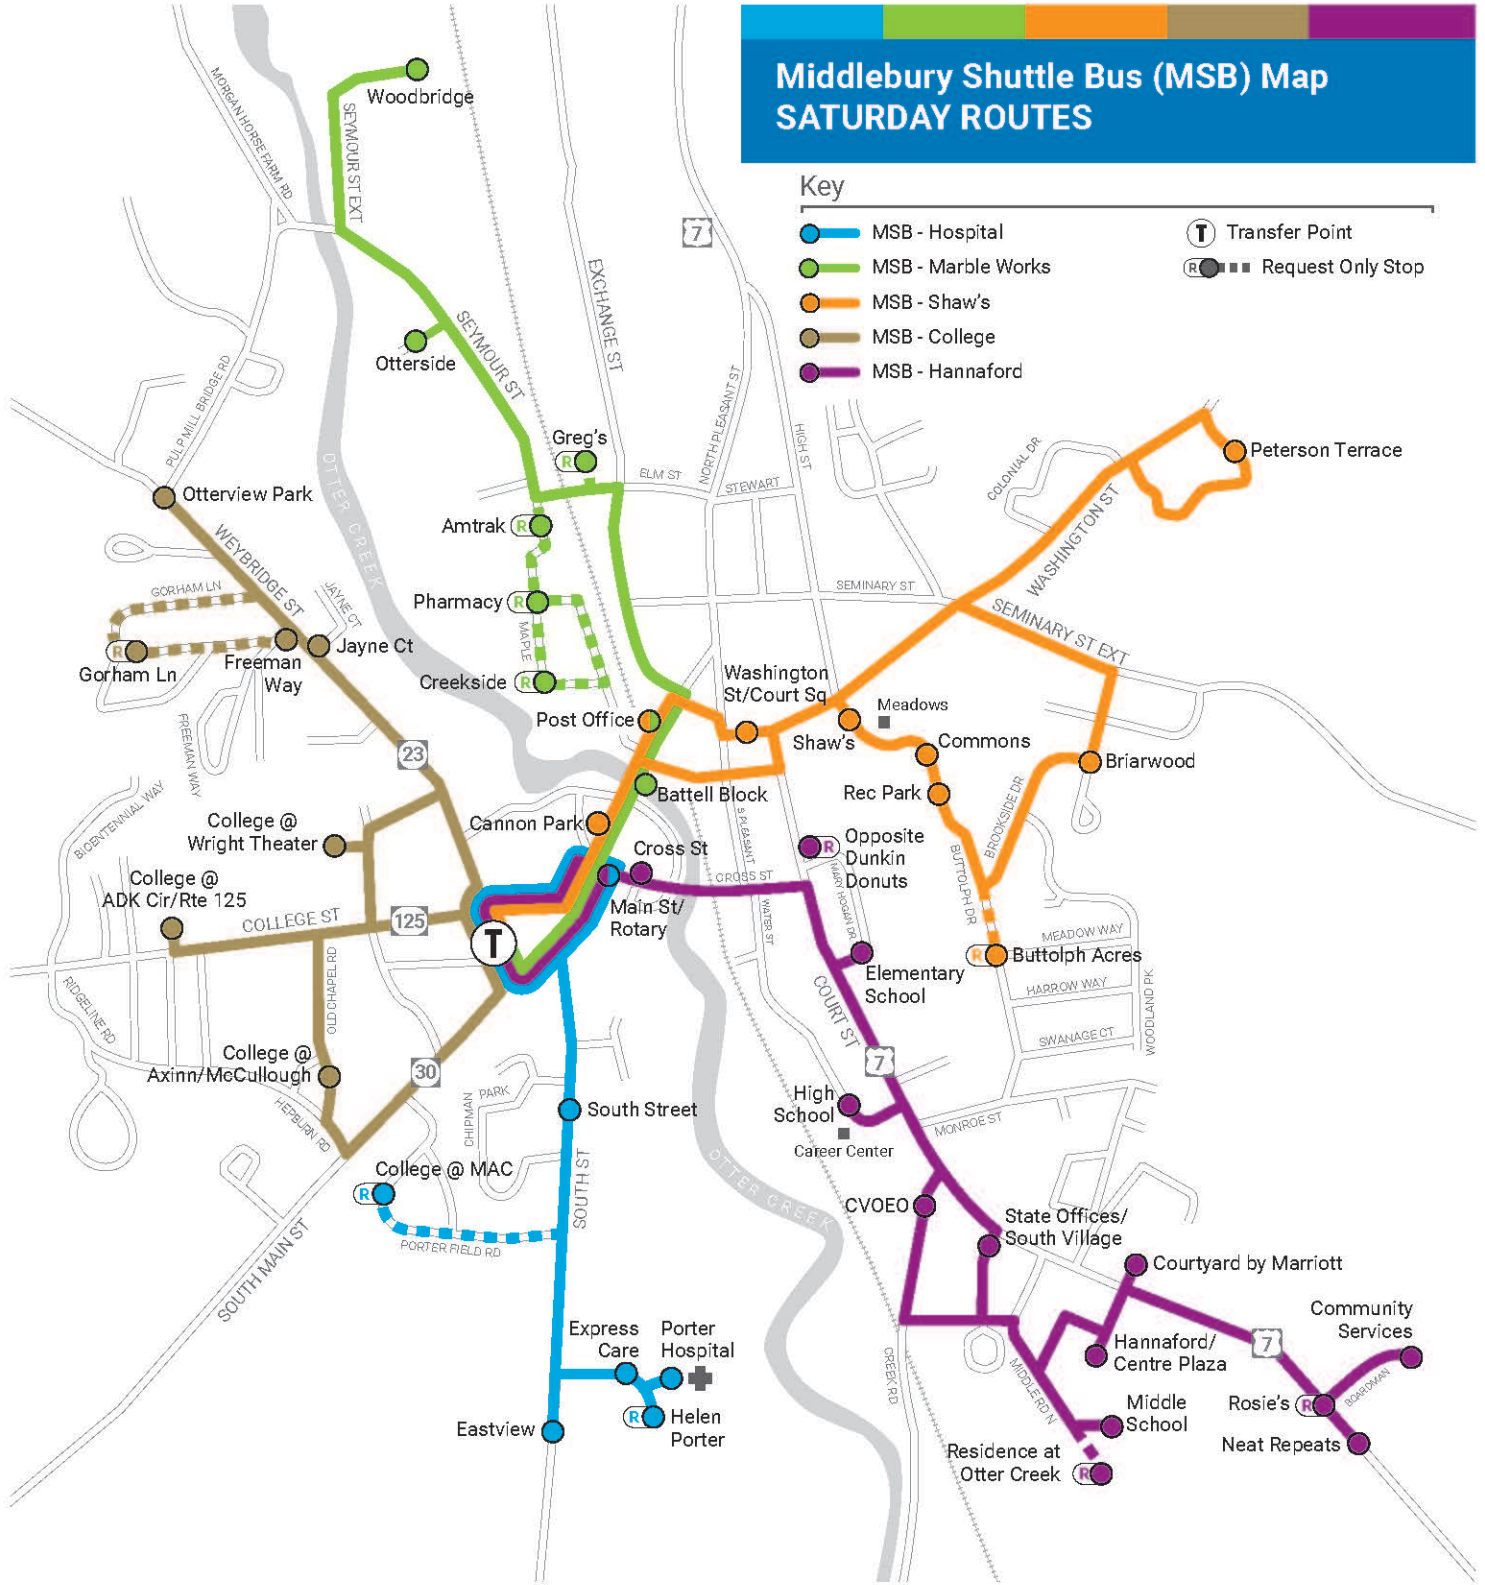 Middlebury Shuttle Bus (MSB) Map
SATURDAY ROUTES
Key
MSB - Hospital
MSB - Marble Works
MSB - Shaw's
MSB - College
MSB - Hannaford
T Transfer Point
R Request Only Stop
Woodbridge
MORGAN HORSE FARM RD
SEYMOUR ST EXT
7
EXCHANGE ST
SEYMOUR ST
Otterside
PULP MILL BRIDGE RD
NORTH PLEASANT ST
HIGH ST
Greg's
R
ELM ST
STEWART
COLONIAL DR
Peterson Terrace
WASHINGTON ST
OTTER CREEK
Otterview Park
WEYBRIDGE ST
Amtrak R
GORHAM LN
JAYNE CT
Pharmacy R
MAPLE
SEMINARY ST
SEMINARY ST EXT
R
Gorham Ln
Freeman
Way
Jayne Ct
FREEMAN WAY
Creekside R
Post Office
Washington
St/Court Sq
Shaw's
Meadows
Commons
Rec Park
Briarwood
BROOKSIDE DR
BUTTOLPH DR
23
Battell Block
Cannon Park
Cross St
CROSS ST
S PLEASANT
WATER ST
MARY HOGAN DR
R
Opposite
Dunkin
Donuts
BICENTENNIAL WAY
College @
Wright Theater
College @
ADK Cir/Rte 125
COLLEGE ST
125
T
Main St/
Rotary
Elementary
School
COURT ST
R Buttolph Acres
MEADOW WAY
HARROW WAY
SWANAGE CT
WOODLAND PK
RIDGELINE RD
OLD CHAPEL RD
College @
Axinn/McCullough
30
HEPBURN RD
CHIPMAN
PARK
South Street
SOUTH ST
7
High
School
Career Center
MONROE ST
OTTER CREEK
College @ MAC
R
PORTER FIELD RD
SOUTH MAIN ST
CVOEO
State Offices/
South Village
Courtyard by Marriott
Community
Services
7
Hannaford/
Centre Plaza
BOARDMAN
Rosie's R
Neat Repeats
Express
Care
Porter
Hospital
R
Helen
Porter
Eastview
CREEK RD
MIDDLE RD N
Middle
School
Residence at
Otter Creek R